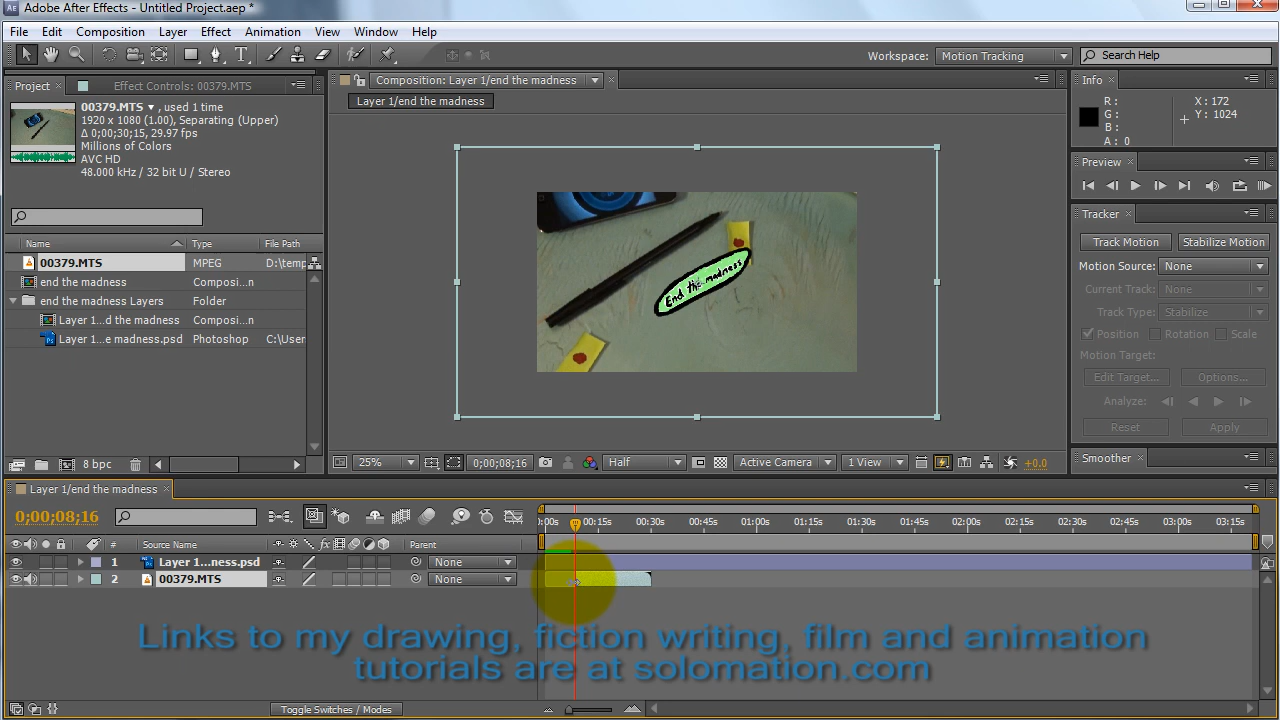 Adobe After Effects - Untitled Project.aep *
File Edit Composition Layer Effect Animation View Window Help
Workspace: Motion Tracking Search Help
Project Effect Controls: 00379.MTS
Composition: Layer 1/end the madness
Layer 1/end the madness
00379.MTS ▼ , used 1 time
1920 x 1080 (1.00), Separating (Upper)
Δ 0;00;30;15, 29.97 fps
Millions of Colors
AVC HD
48.000 kHz / 32 bit U / Stereo
Name Type File Path
00379.MTS MPEG D:\temp
end the madness Composi...n
end the madness Layers Folder
Layer 1...d the madness Composi...n
Layer 1...e madness.psd Photoshop C:\User
8 bpc
End the madness
25% 0;00;08;16 Half Active Camera 1 View +0.0
Info
R: X: 172
G: Y: 1024
B:
A: 0
Preview
Tracker
Track Motion Stabilize Motion
Motion Source: None
Current Track: None
Track Type: Stabilize
Position Rotation Scale
Motion Target:
Edit Target... Options...
Analyze:
Reset Apply
Smoother
Layer 1/end the madness
0;00;08;16
0:00s 00:15s 00:30s 00:45s 01:00s 01:15s 01:30s 01:45s 02:00s 02:15s 02:30s 02:45s 03:00s 03:15s
# Source Name Parent
1 Layer 1...ness.psd None
2 00379.MTS None
Links to my drawing, fiction writing, film and animation
tutorials are at solomation.com
Toggle Switches / Modes